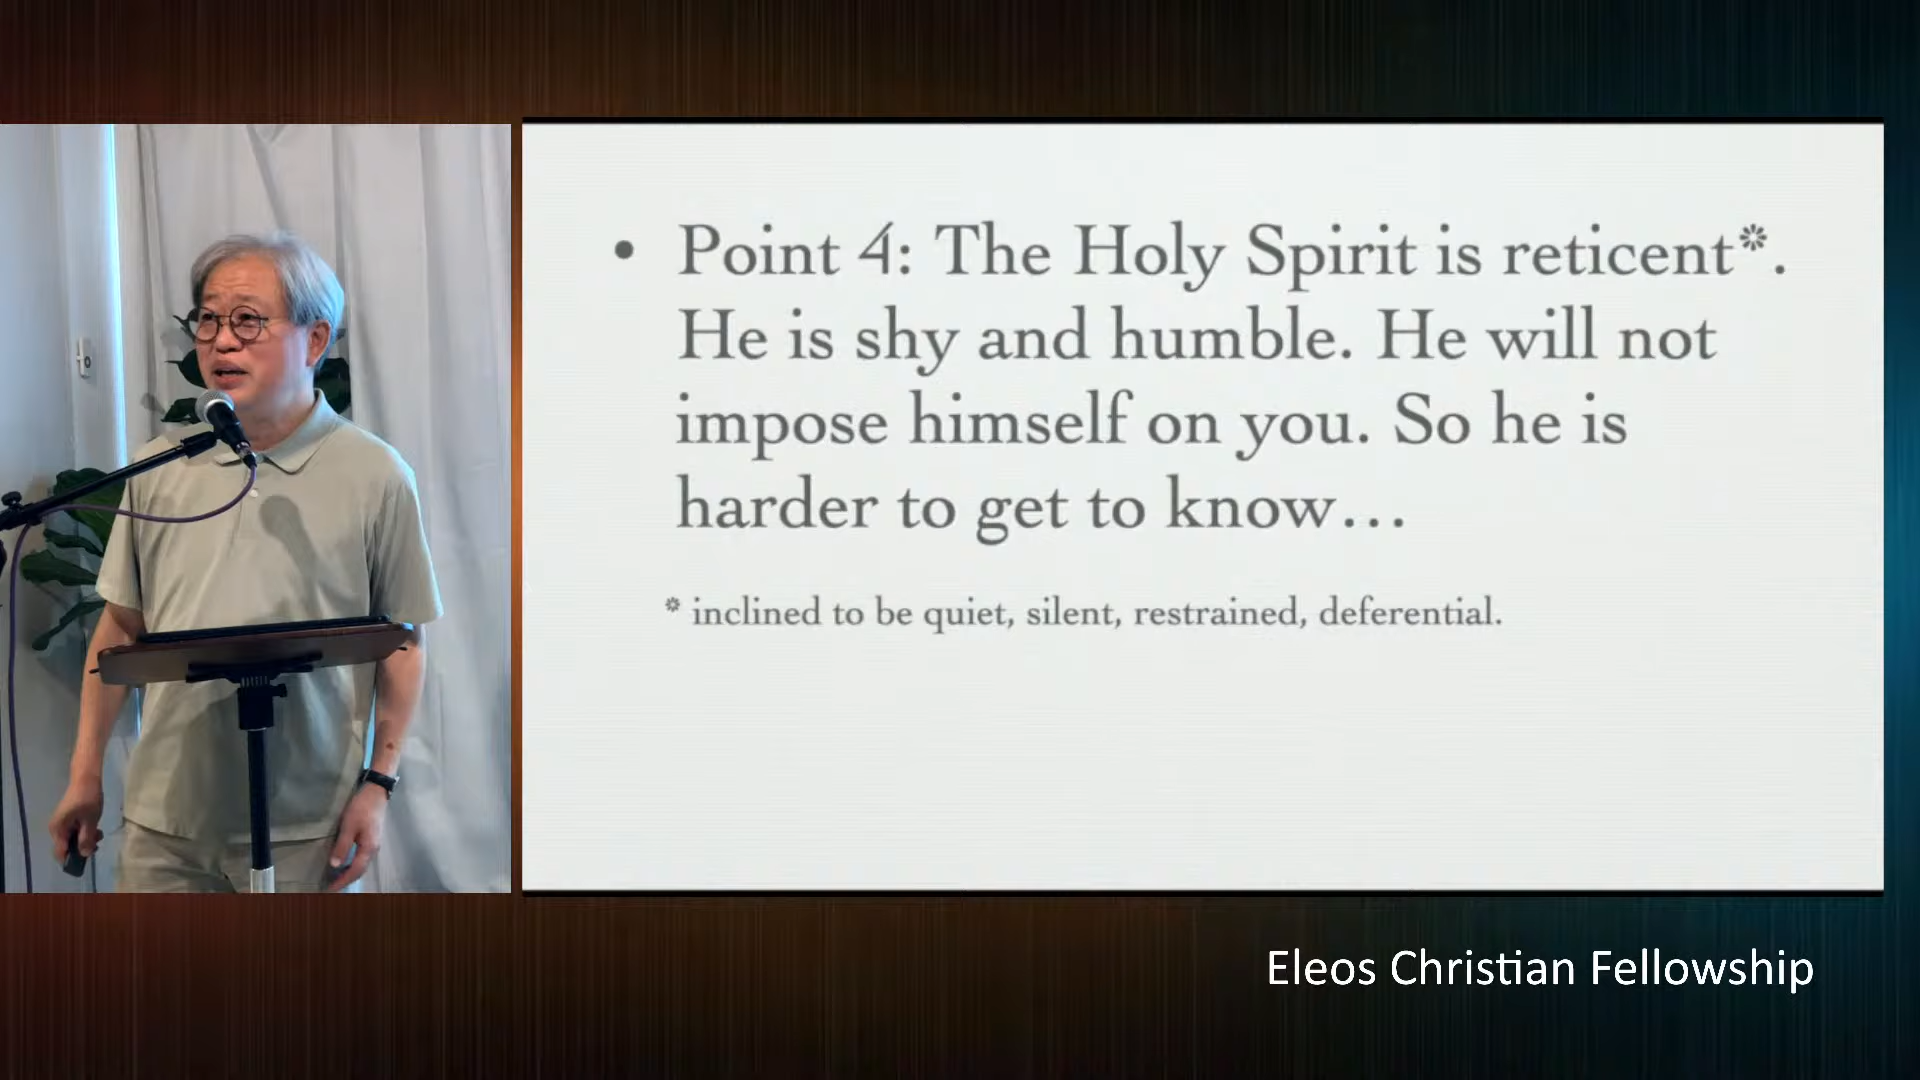 • Point 4: The Holy Spirit is reticent*.
He is shy and humble. He will not
impose himself on you. So he is
harder to get to know…
* inclined to be quiet, silent, restrained, deferential.
Eleos Christian Fellowship